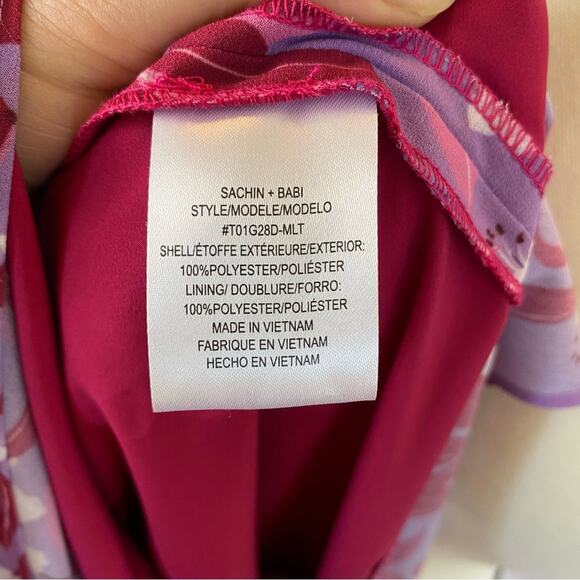 SACHIN + BABI
STYLE/MODELE/MODELO
#T01G28D-MLT
SHELL/ÉTOFFE EXTÉRIEURE/EXTERIOR:
100%POLYESTER/POLIÉSTER
LINING/ DOUBLURE/FORRO:
100%POLYESTER/POLIÉSTER
MADE IN VIETNAM
FABRIQUE EN VIETNAM
HECHO EN VIETNAM